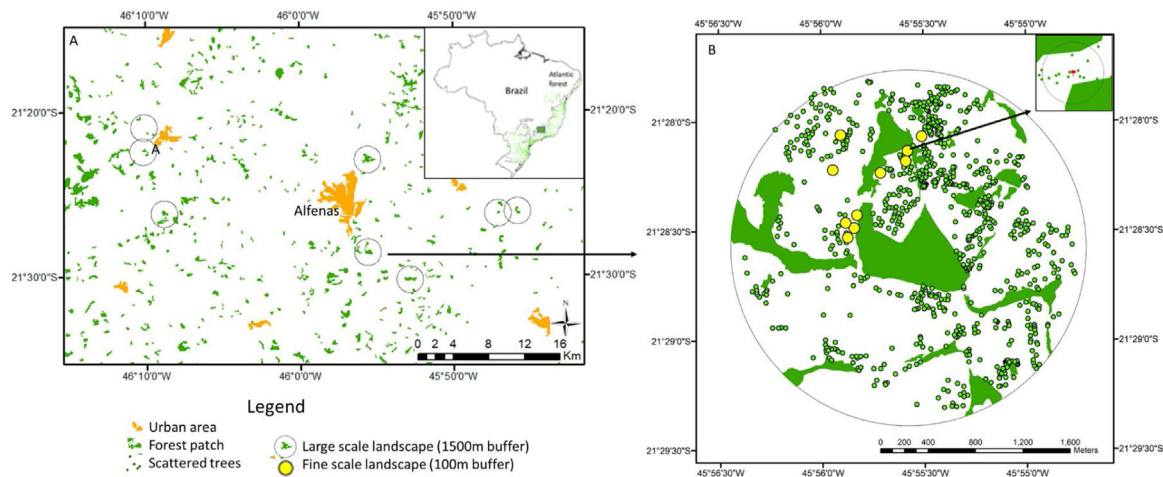 46°10'0"W 46°0'0"W 45°50'0"W
A
Brazil
Atlantic
forest
21°20'0"S
21°20'0"S
A
Alfenas
21°30'0"S
21°30'0"S
N
0 2 4 8 12 16
Km
46°10'0"W 46°0'0"W 45°50'0"W
Legend
Urban area
Forest patch
Scattered trees
Large scale landscape (1500m buffer)
Fine scale landscape (100m buffer)
45°56'30"W 45°56'0"W 45°55'30"W 45°55'0"W
B
21°28'0"S
21°28'0"S
21°28'30"S
21°28'30"S
21°29'0"S
21°29'0"S
0 200 400 800 1,200 1,600
Meters
21°29'30"S
21°29'30"S
45°56'30"W 45°56'0"W 45°55'30"W 45°55'0"W